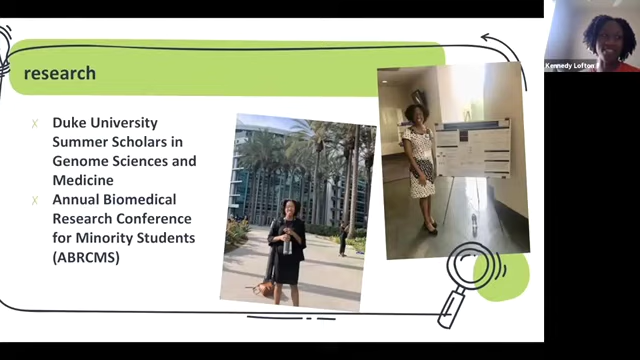 research
Kennedy Lofton
x Duke University
Summer Scholars in
Genome Sciences and
Medicine
x Annual Biomedical
Research Conference
for Minority Students
(ABRCMS)